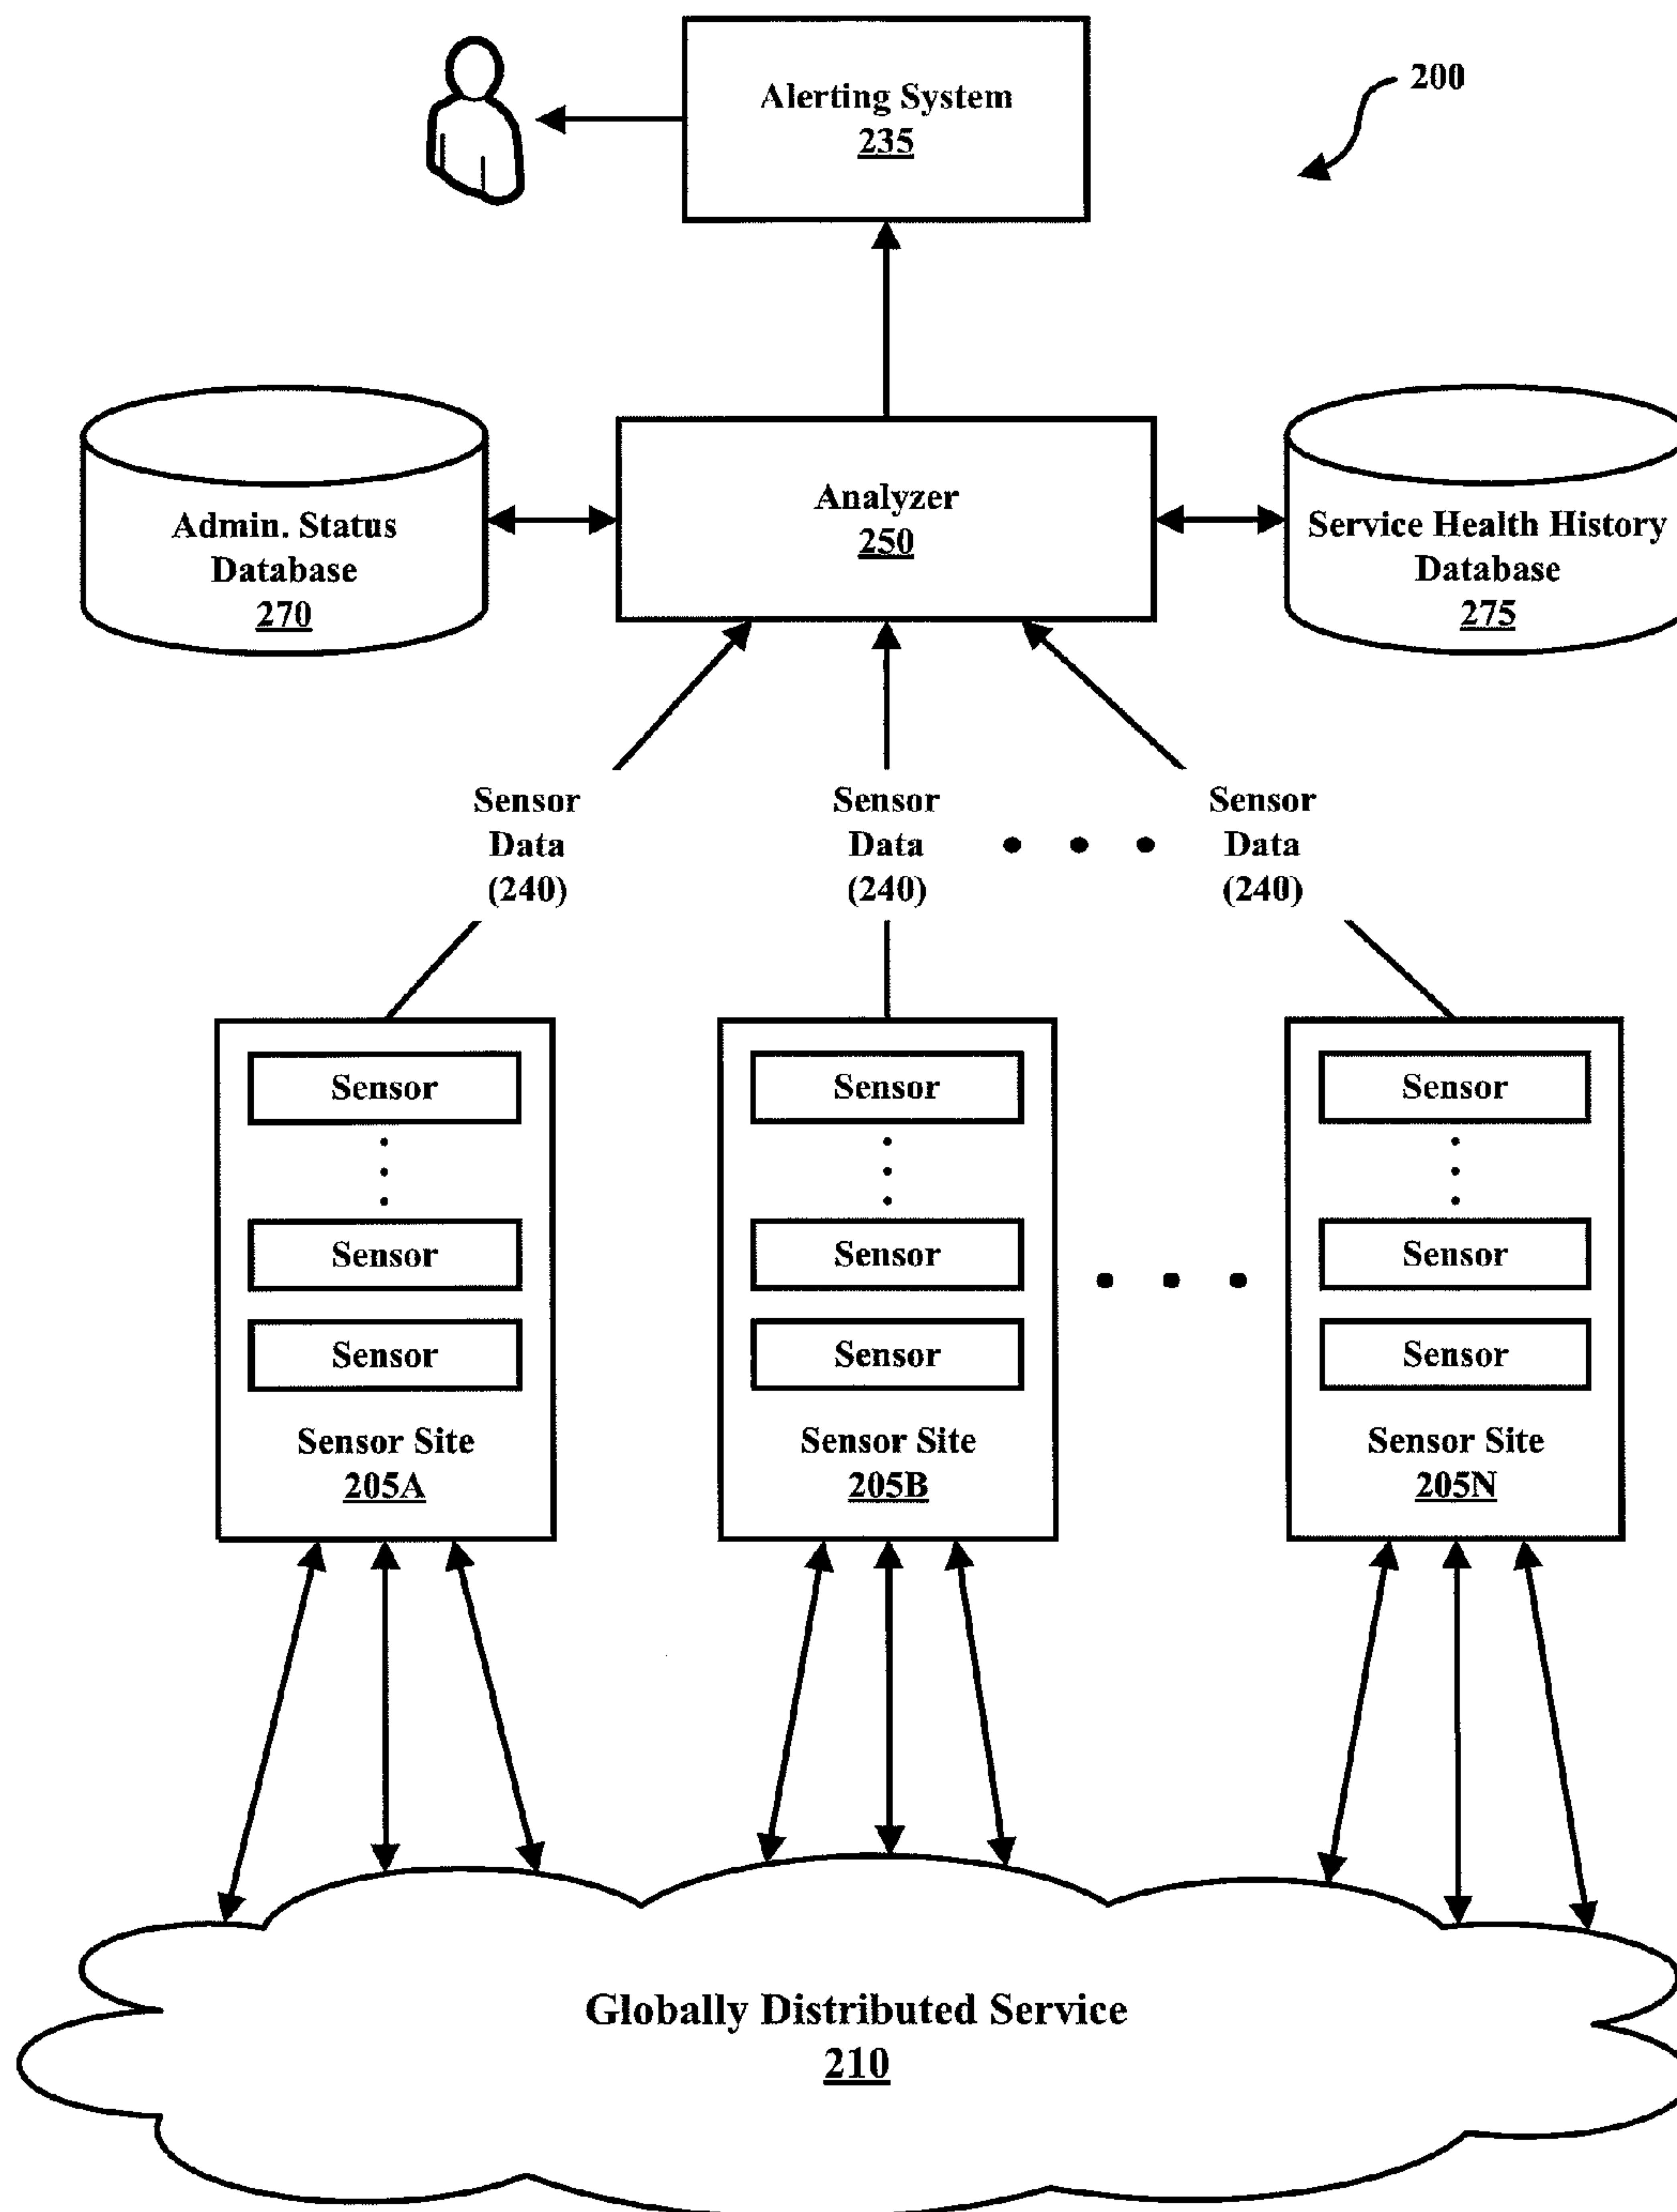 200
Alerting System
235
Admin. Status
Database
270
Analyzer
250
Service Health History
Database
275
Sensor
Data
(240)
Sensor
Data
(240)
Sensor
Data
(240)
Sensor
Sensor
Sensor
Sensor Site
205A
Sensor
Sensor
Sensor
Sensor Site
205B
Sensor
Sensor
Sensor
Sensor Site
205N
Globally Distributed Service
210